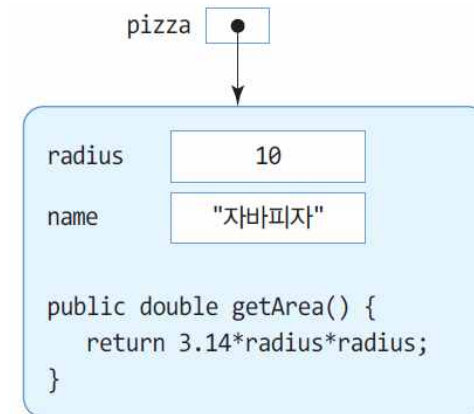 pizza
radius 10
name "자바피자"
public double getArea() {
return 3.14*radius*radius;
}